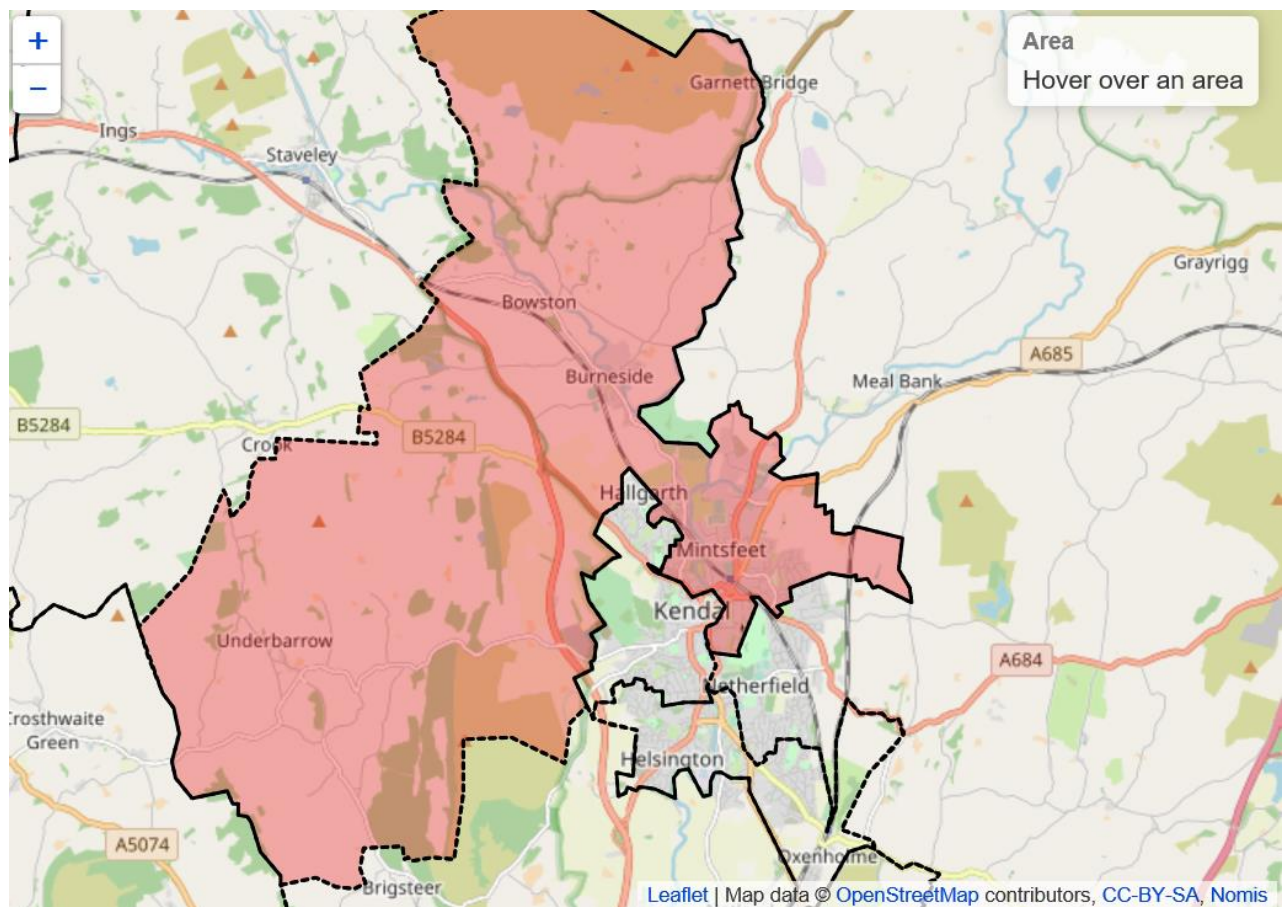 +
−
Area
Hover over an area
Garnett Bridge
Ings
Staveley
Grayrigg
Bowston
A685
Burneside
Meal Bank
B5284
Crook
B5284
Hallgarth
Mintsfeet
Kendal
Underbarrow
A684
Netherfield
Crosthwaite
Green
Helsington
A5074
Oxenholme
Brigsteer
Leaflet | Map data © OpenStreetMap contributors, CC-BY-SA, Nomis